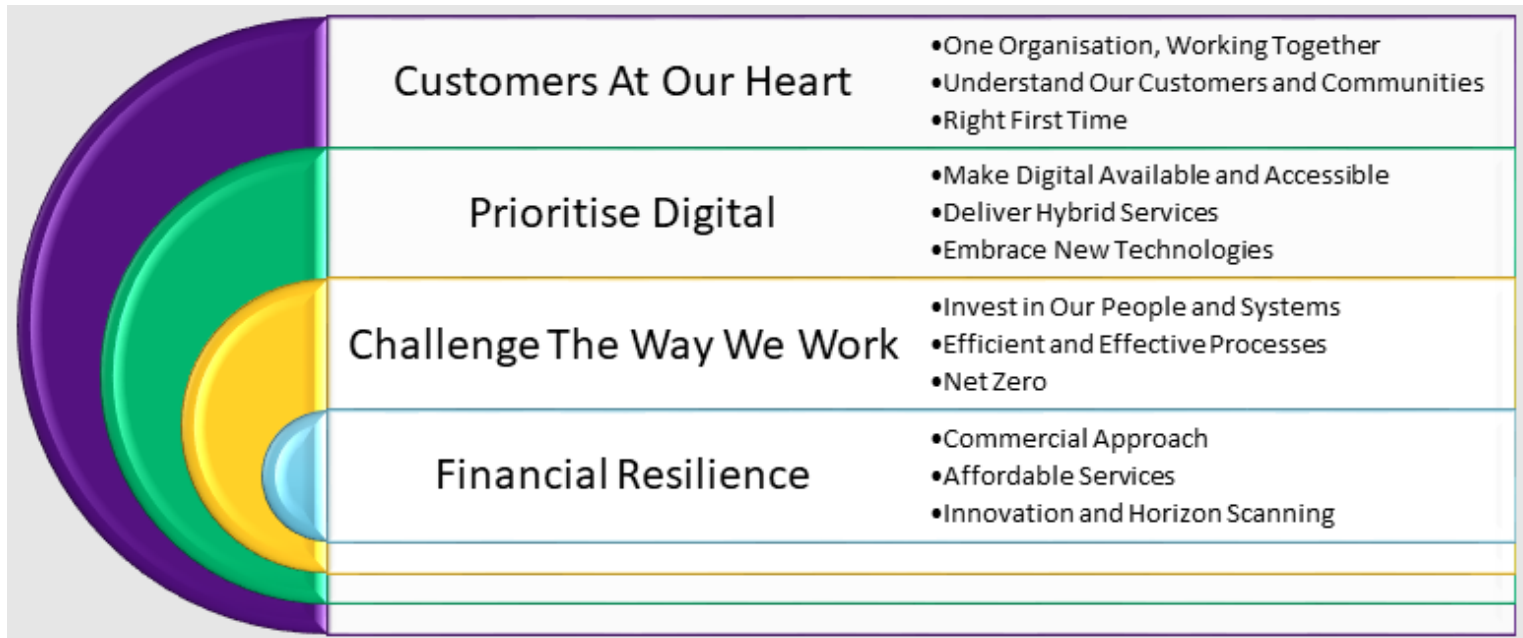 Customers At Our Heart
•One Organisation, Working Together
•Understand Our Customers and Communities
•Right First Time
Prioritise Digital
•Make Digital Available and Accessible
•Deliver Hybrid Services
•Embrace New Technologies
Challenge The Way We Work
•Invest in Our People and Systems
•Efficient and Effective Processes
•Net Zero
Financial Resilience
•Commercial Approach
•Affordable Services
•Innovation and Horizon Scanning